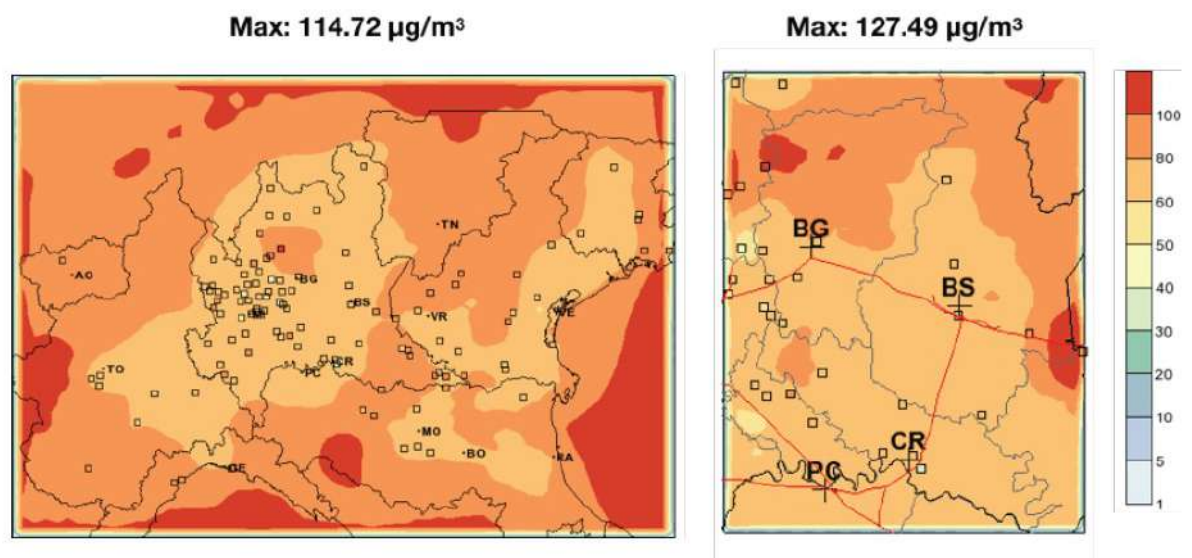 Max: 114.72 µg/m³
Max: 127.49 µg/m³
TN
AO
BG
BS
MI
VR
VE
TO
CR
PC
MO
BO
GE
RA
BG
BS
CR
PC
100
80
60
50
40
30
20
10
5
1